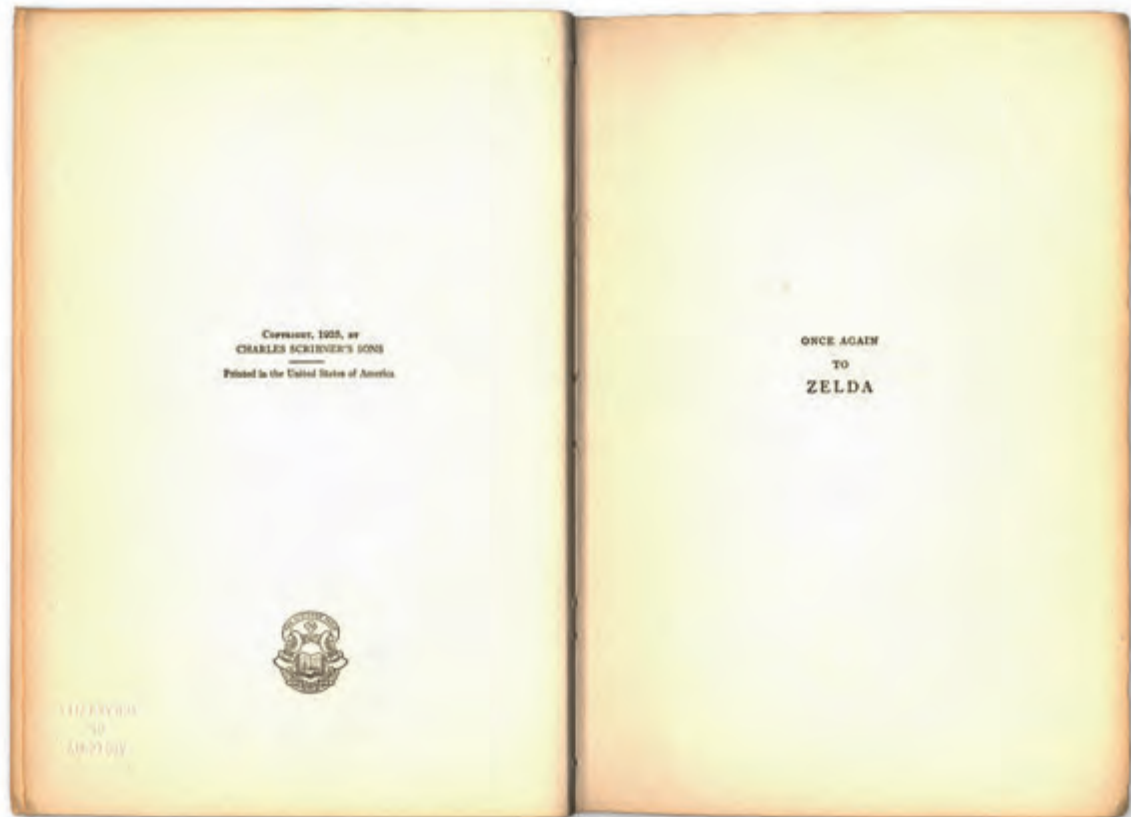 COPYRIGHT, 1925, BY
CHARLES SCRIBNER'S SONS
Printed in the United States of America
ONCE AGAIN
TO
ZELDA